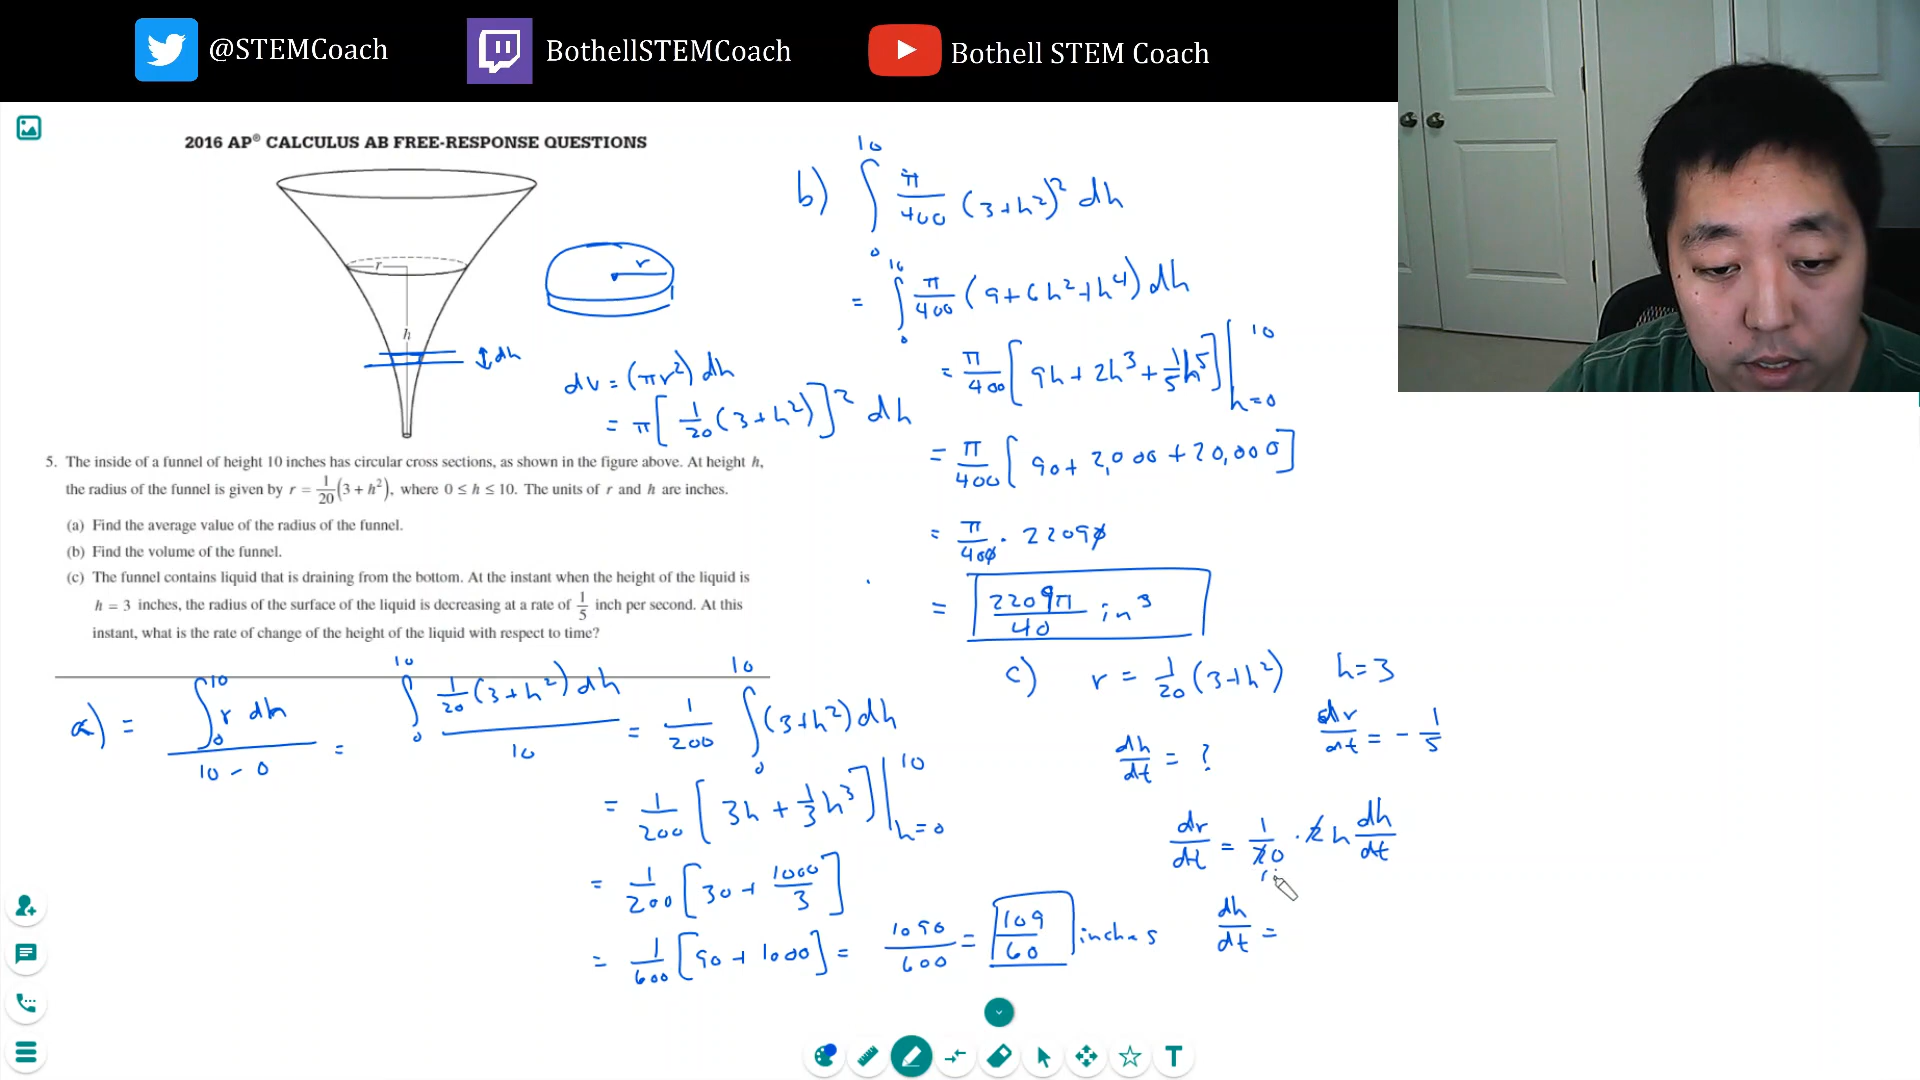 @STEMCoach
BothellSTEMCoach
Bothell STEM Coach
2016 AP® CALCULUS AB FREE-RESPONSE QUESTIONS
r
h
dh
r
dv = (πr²) dh
= π[1/20 (3+h²)]² dh
5. The inside of a funnel of height 10 inches has circular cross sections, as shown in the figure above. At height h,
the radius of the funnel is given by r = 1/20 (3 + h²), where 0 ≤ h ≤ 10. The units of r and h are inches.
(a) Find the average value of the radius of the funnel.
(b) Find the volume of the funnel.
(c) The funnel contains liquid that is draining from the bottom. At the instant when the height of the liquid is
h = 3 inches, the radius of the surface of the liquid is decreasing at a rate of 1/5 inch per second. At this
instant, what is the rate of change of the height of the liquid with respect to time?
a) = ∫₀¹⁰ r dh / (10 - 0) = ∫₀¹⁰ 1/20 (3+h²) dh / 10 = 1/200 ∫₀¹⁰ (3+h²) dh
= 1/200 [3h + 1/3 h³] |h=0 10
= 1/200 [30 + 1000/3]
= 1/600 [90 + 1000] = 1090/600 = 109/60 inches
b) ∫₀¹⁰ π/400 (3+h²)² dh
= ∫₀¹⁰ π/400 (9+6h²+h⁴) dh
= π/400 [9h + 2h³ + 1/5 h⁵] |h=0 10
= π/400 [90 + 2,000 + 20,000]
= π/400 · 22090
= 2209π/40 in³
c) r = 1/20 (3+h²) h=3
dh/dt = ? dr/dt = - 1/5
dr/dt = 1/20 · 2h dh/dt
dh/dt =
T